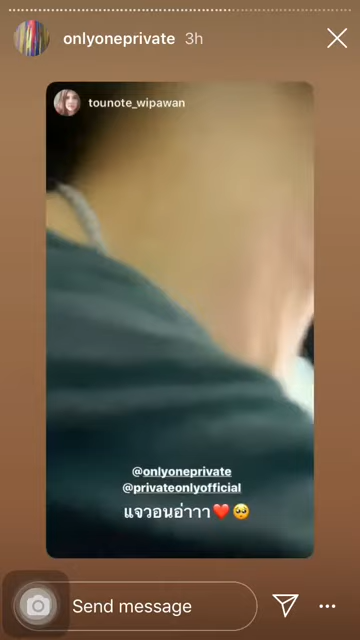 onlyoneprivate 3h
tounote_wipawan
@onlyoneprivate
@privateonlyofficial
แจวอนอ่าาา❤️🥺
Send message